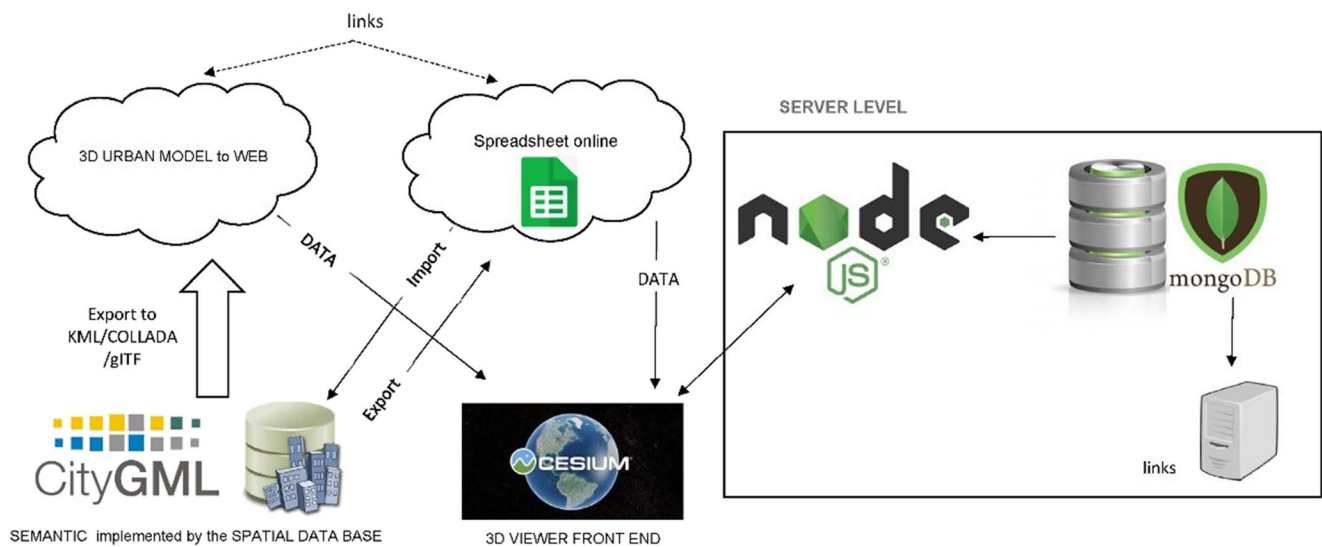 links
3D URBAN MODEL to WEB
Spreadsheet online
SERVER LEVEL
node
JS
®
mongoDB
DATA
Import
Export
DATA
Export to
KML/COLLADA
/glTF
CityGML
CESIUM
links
SEMANTIC implemented by the SPATIAL DATA BASE
3D VIEWER FRONT END